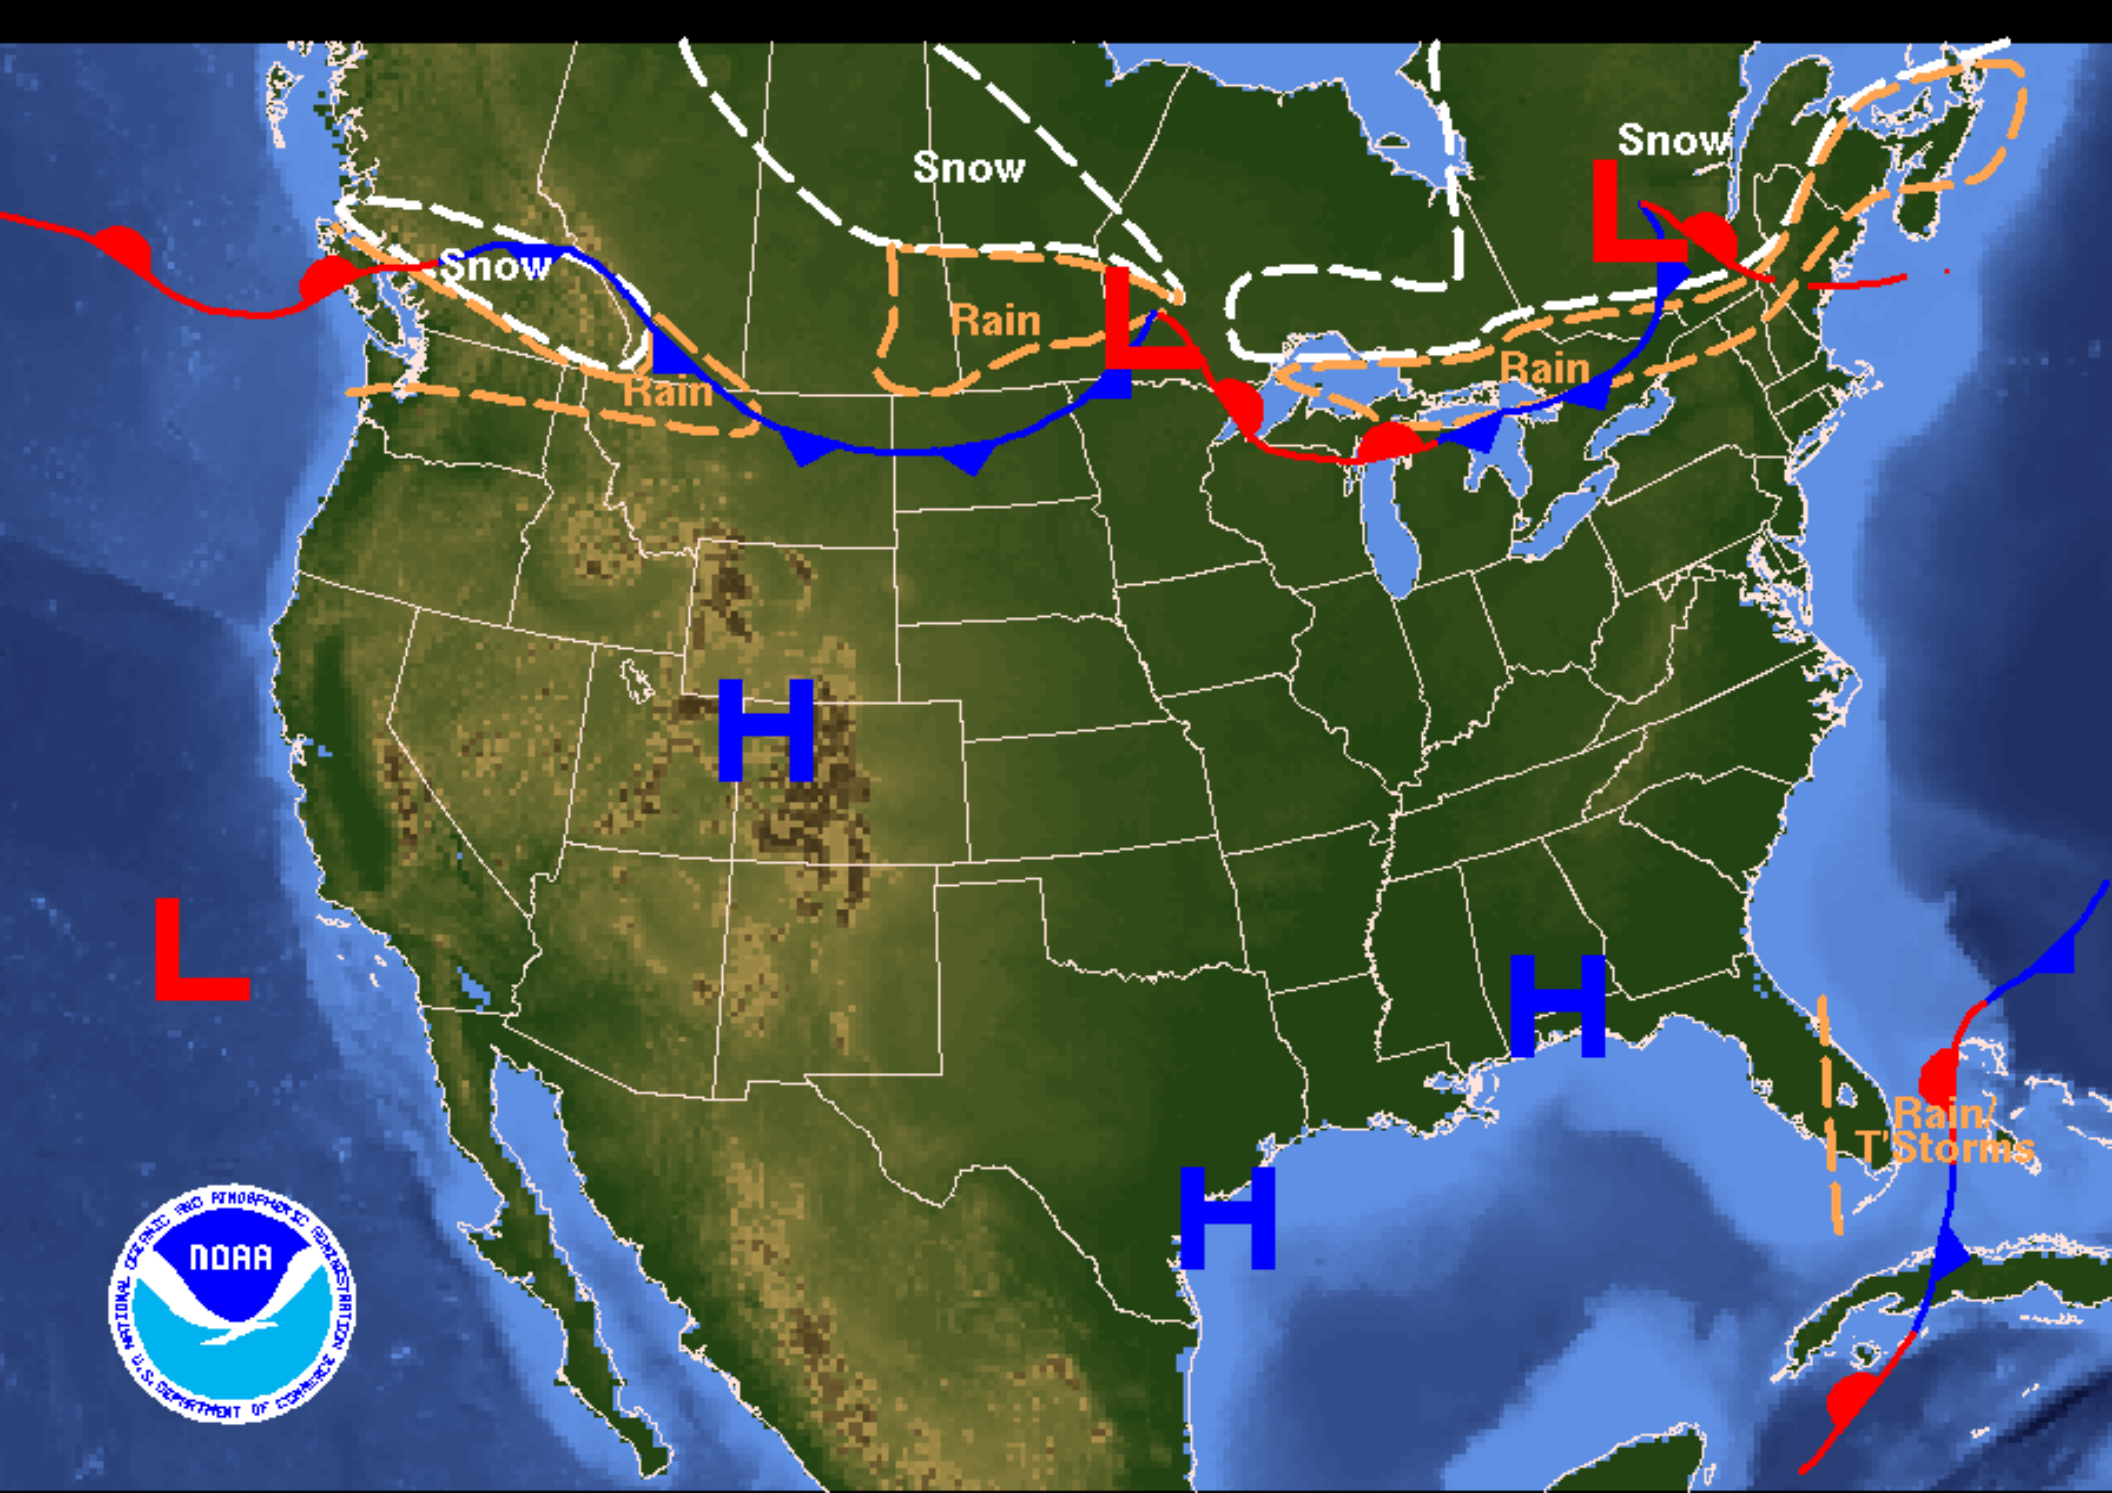 Snow
Snow
Snow
Rain
Rain
Rain
L
L
H
L
H
H
Rain/
T'Storms
NOAA
NATIONAL OCEANIC AND ATMOSPHERIC ADMINISTRATION
U.S. DEPARTMENT OF COMMERCE